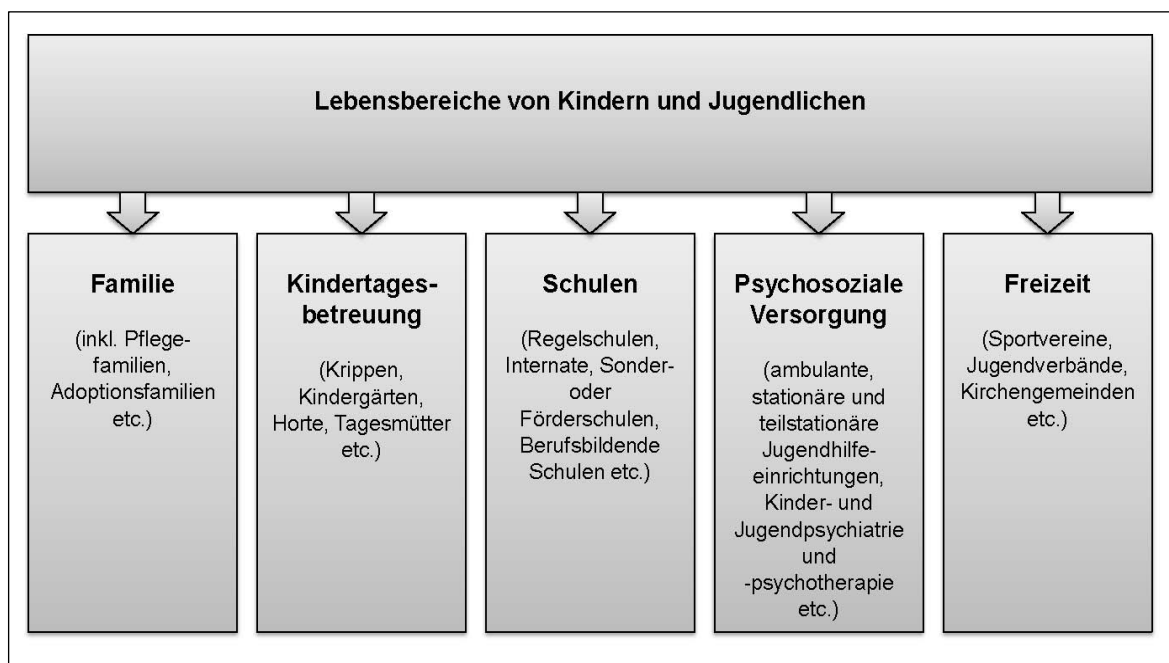 Lebensbereiche von Kindern und Jugendlichen
Familie
(inkl. Pflege-
familien,
Adoptionsfamilien
etc.)
Kindertages-
betreuung
(Krippen,
Kindergärten,
Horte, Tagesmütter
etc.)
Schulen
(Regelschulen,
Internate, Sonder-
oder
Förderschulen,
Berufsbildende
Schulen etc.)
Psychosoziale
Versorgung
(ambulante,
stationäre und
teilstationäre
Jugendhilfe-
einrichtungen,
Kinder- und
Jugendpsychiatrie
und
-psychotherapie
etc.)
Freizeit
(Sportvereine,
Jugendverbände,
Kirchengemeinden
etc.)